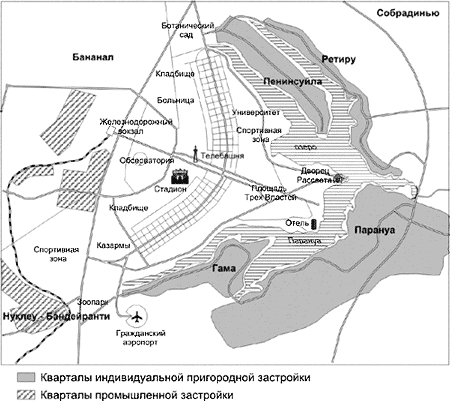 Собрадинью
Ботанический
сад
Ретиру
Бананал
Кладбище
Пенинсуйла
Больница
Университет
Железнодорожный
вокзал
Спортивная
зона
озеро
Обсерватория
Телебашня
Дворец
Рассвета
Стадион
Площадь
Трех Властей
Кладбище
Отель
Парануа
Казармы
Парануа
Спортивная
зона
Гама
Зоопарк
Нуклеу - Бандейранти
Гражданский
аэропорт
Кварталы индивидуальной пригородной застройки
Кварталы промышленной застройки